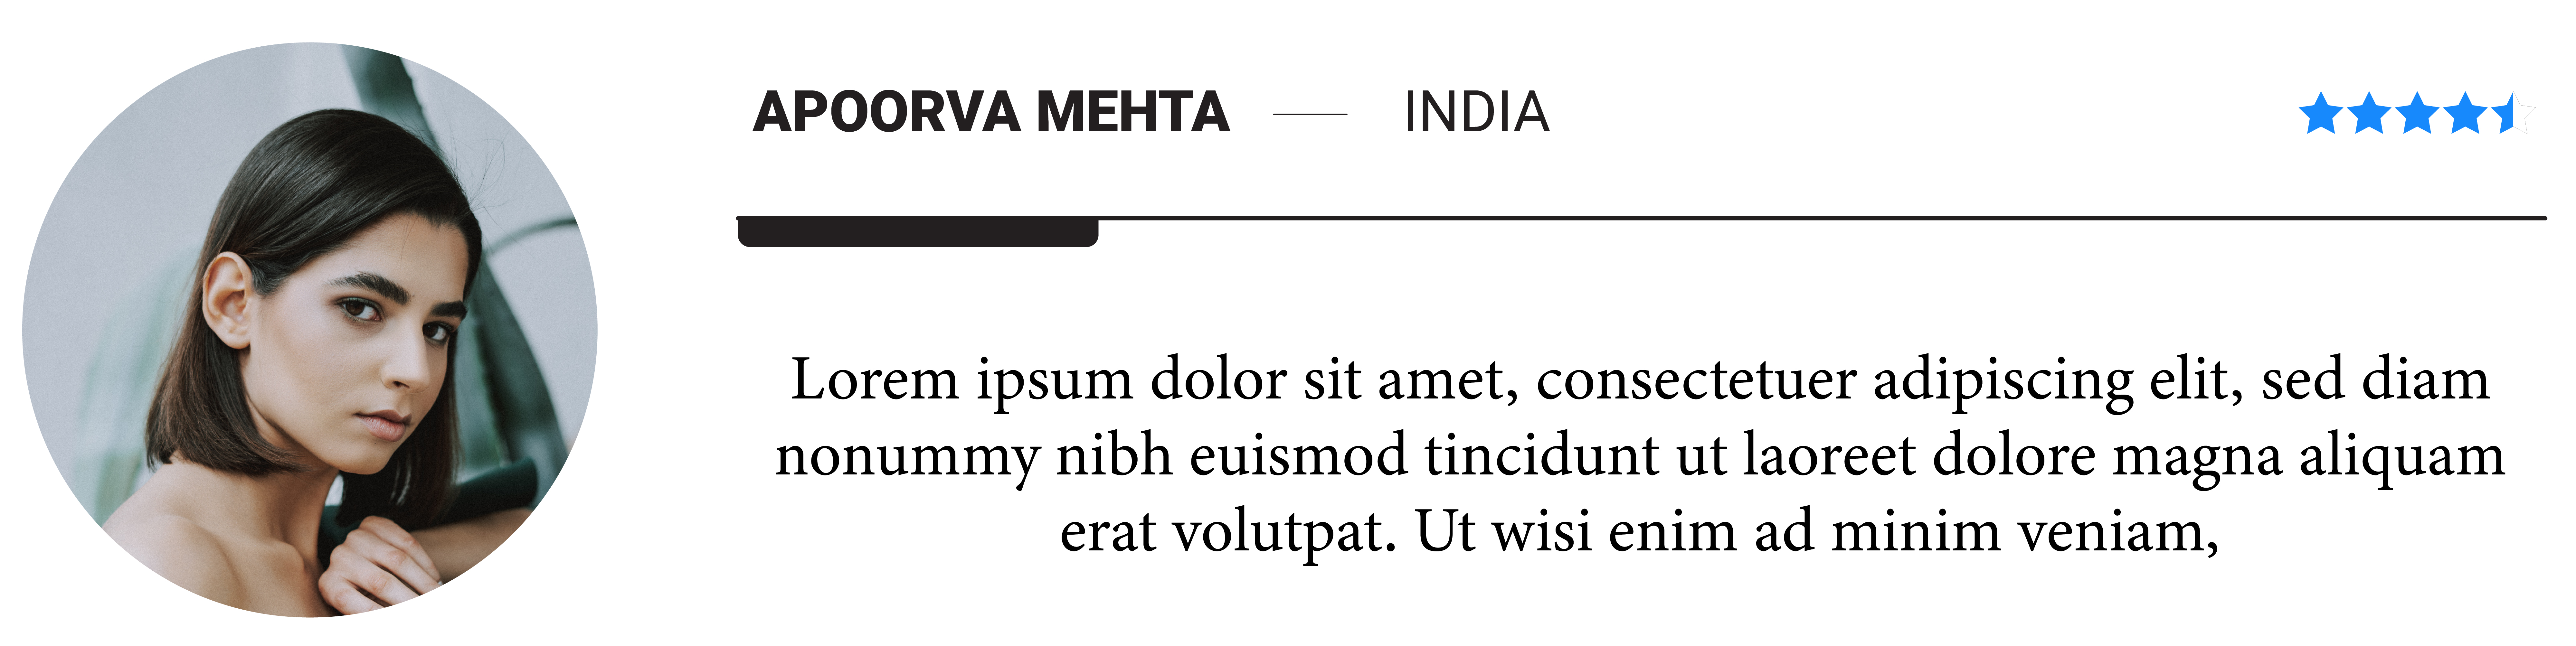 APOORVA MEHTA — INDIA
Lorem ipsum dolor sit amet, consectetuer adipiscing elit, sed diam
nonummy nibh euismod tincidunt ut laoreet dolore magna aliquam
erat volutpat. Ut wisi enim ad minim veniam,